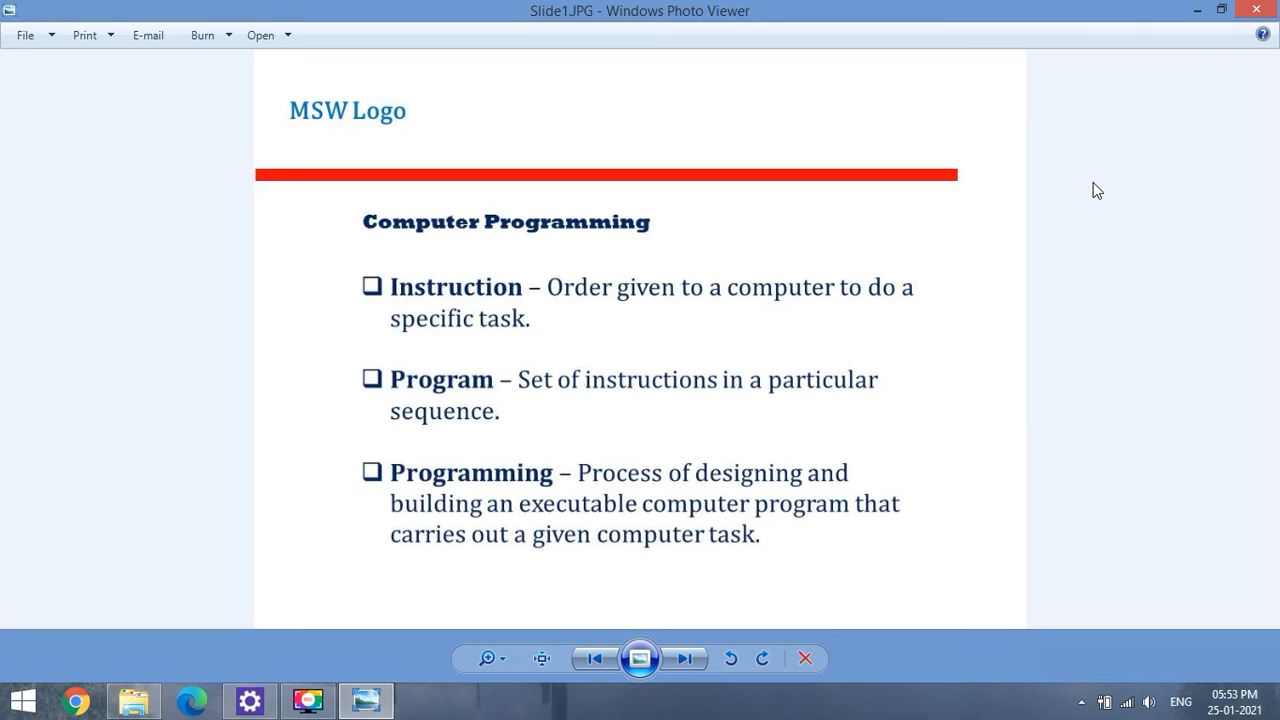 Slide1.JPG - Windows Photo Viewer
File Print E-mail Burn Open
MSW Logo
Computer Programming
Instruction – Order given to a computer to do a
specific task.
Program – Set of instructions in a particular
sequence.
Programming – Process of designing and
building an executable computer program that
carries out a given computer task.
ENG
05:53 PM
25-01-2021